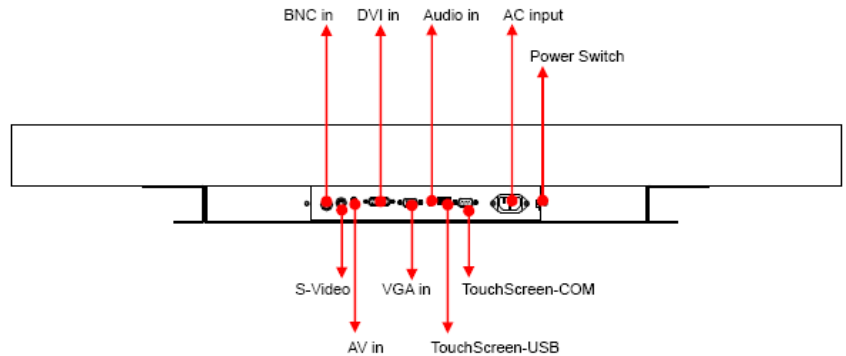 BNC in
DVI in
Audio in
AC input
Power Switch
S-Video
VGA in
TouchScreen-COM
AV in
TouchScreen-USB